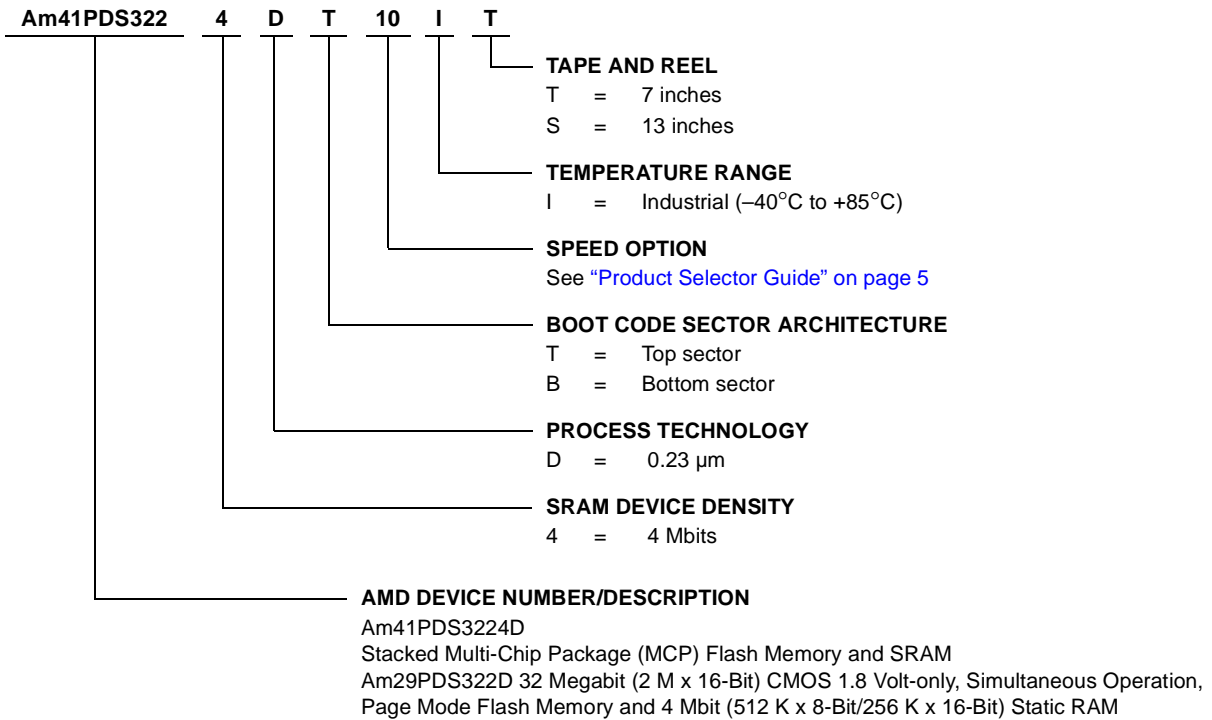 Am41PDS322 4 D T 10 I T
TAPE AND REEL
T = 7 inches
S = 13 inches
TEMPERATURE RANGE
I = Industrial (–40°C to +85°C)
SPEED OPTION
See “Product Selector Guide” on page 5
BOOT CODE SECTOR ARCHITECTURE
T = Top sector
B = Bottom sector
PROCESS TECHNOLOGY
D = 0.23 µm
SRAM DEVICE DENSITY
4 = 4 Mbits
AMD DEVICE NUMBER/DESCRIPTION
Am41PDS3224D
Stacked Multi-Chip Package (MCP) Flash Memory and SRAM
Am29PDS322D 32 Megabit (2 M x 16-Bit) CMOS 1.8 Volt-only, Simultaneous Operation,
Page Mode Flash Memory and 4 Mbit (512 K x 8-Bit/256 K x 16-Bit) Static RAM